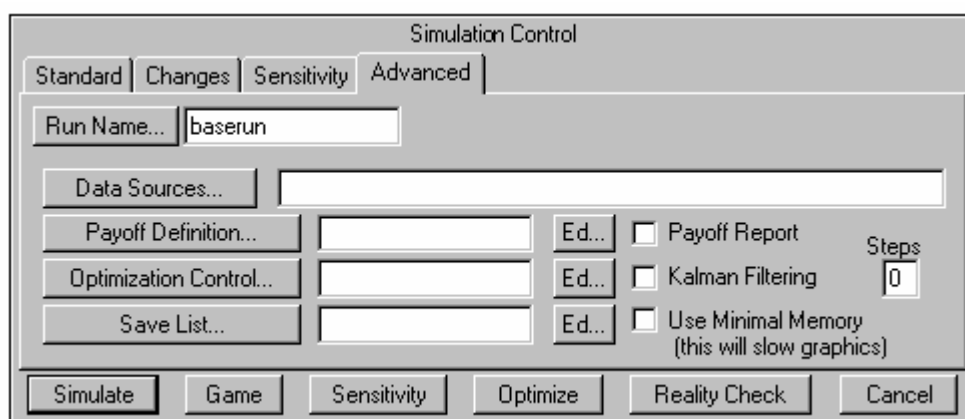 Simulation Control
Standard Changes Sensitivity Advanced
Run Name... baserun
Data Sources...
Payoff Definition... Ed... Payoff Report
Steps
Optimization Control... Ed... Kalman Filtering 0
Save List... Ed... Use Minimal Memory
(this will slow graphics)
Simulate Game Sensitivity Optimize Reality Check Cancel